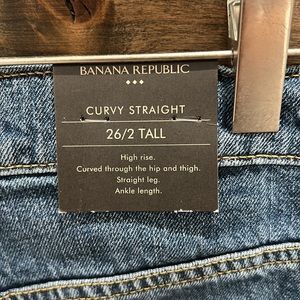 BANANA REPUBLIC
CURVY STRAIGHT
26/2 TALL
High rise.
Curved through the hip and thigh.
Straight leg.
Ankle length.